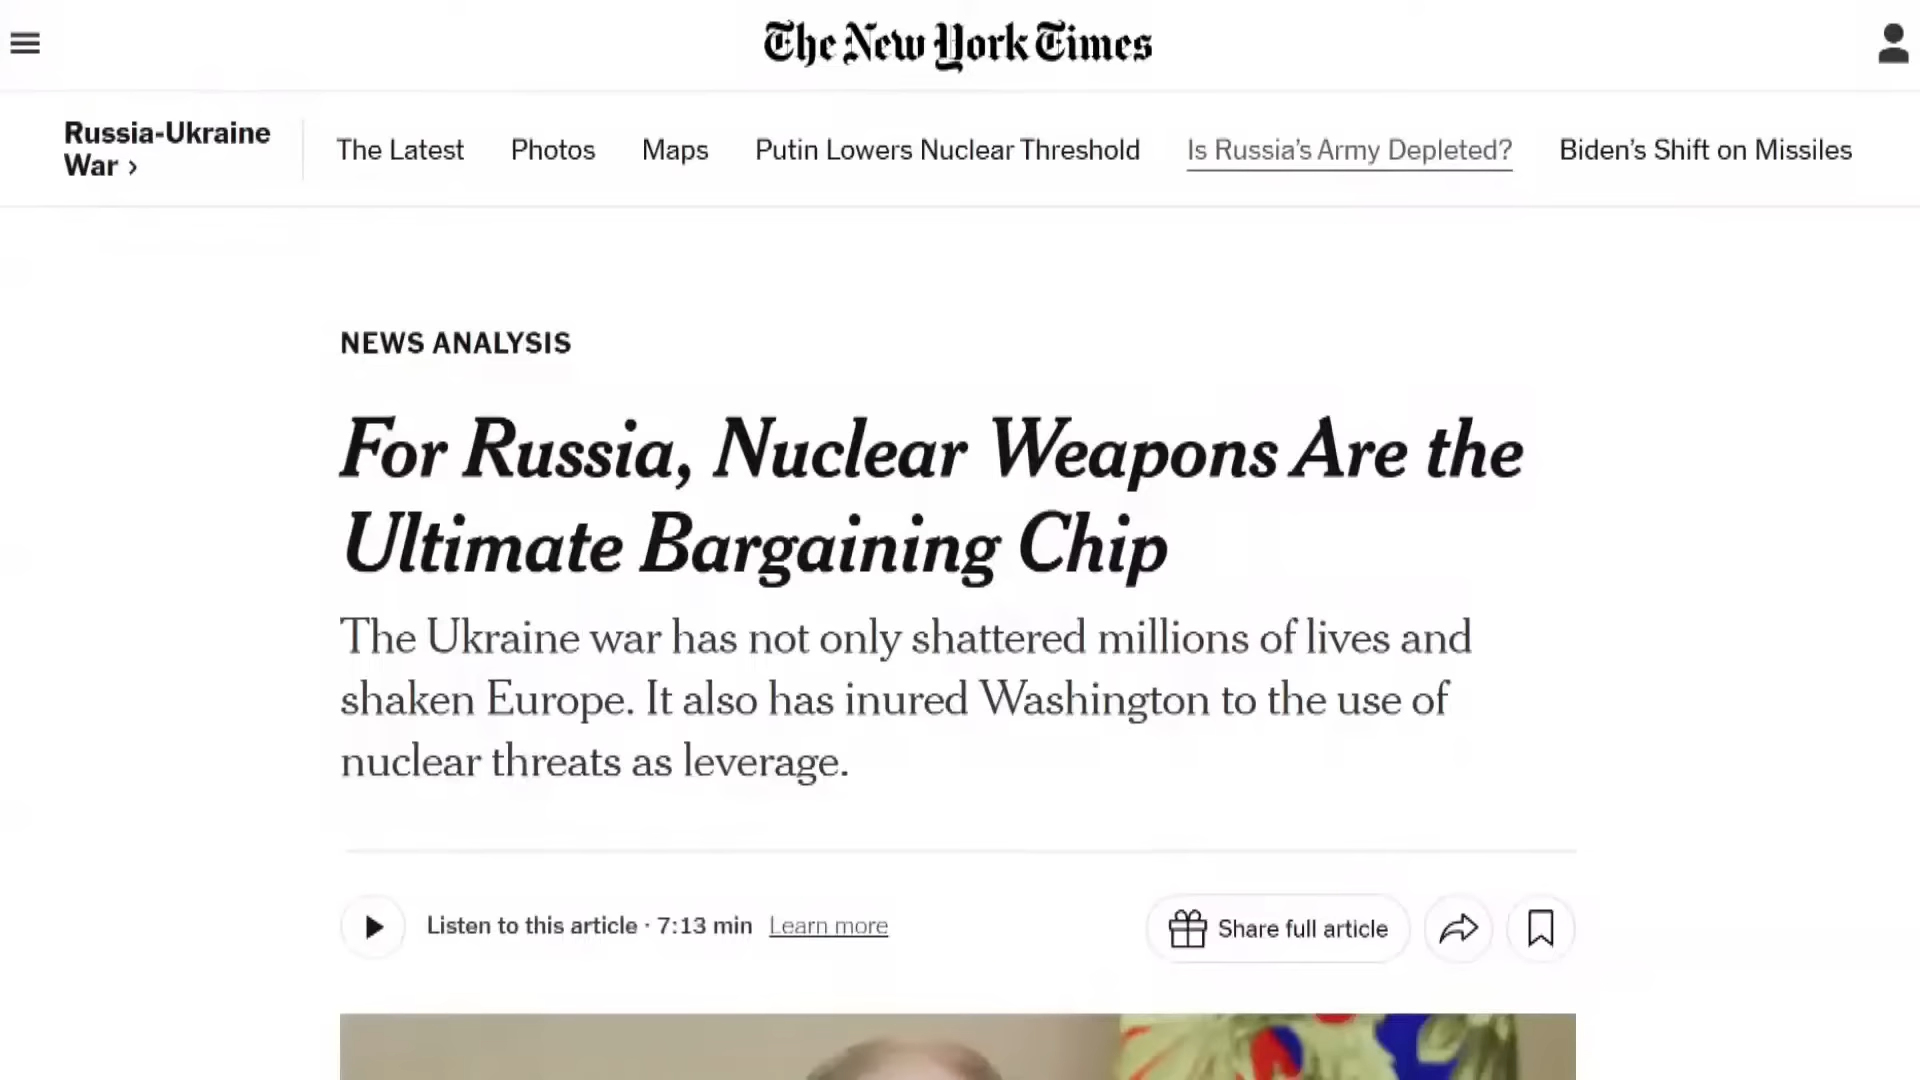 The New York Times
Russia-Ukraine
War ›
The Latest
Photos
Maps
Putin Lowers Nuclear Threshold
Is Russia's Army Depleted?
Biden's Shift on Missiles
NEWS ANALYSIS
For Russia, Nuclear Weapons Are the
Ultimate Bargaining Chip
The Ukraine war has not only shattered millions of lives and
shaken Europe. It also has inured Washington to the use of
nuclear threats as leverage.
Listen to this article · 7:13 min Learn more
Share full article